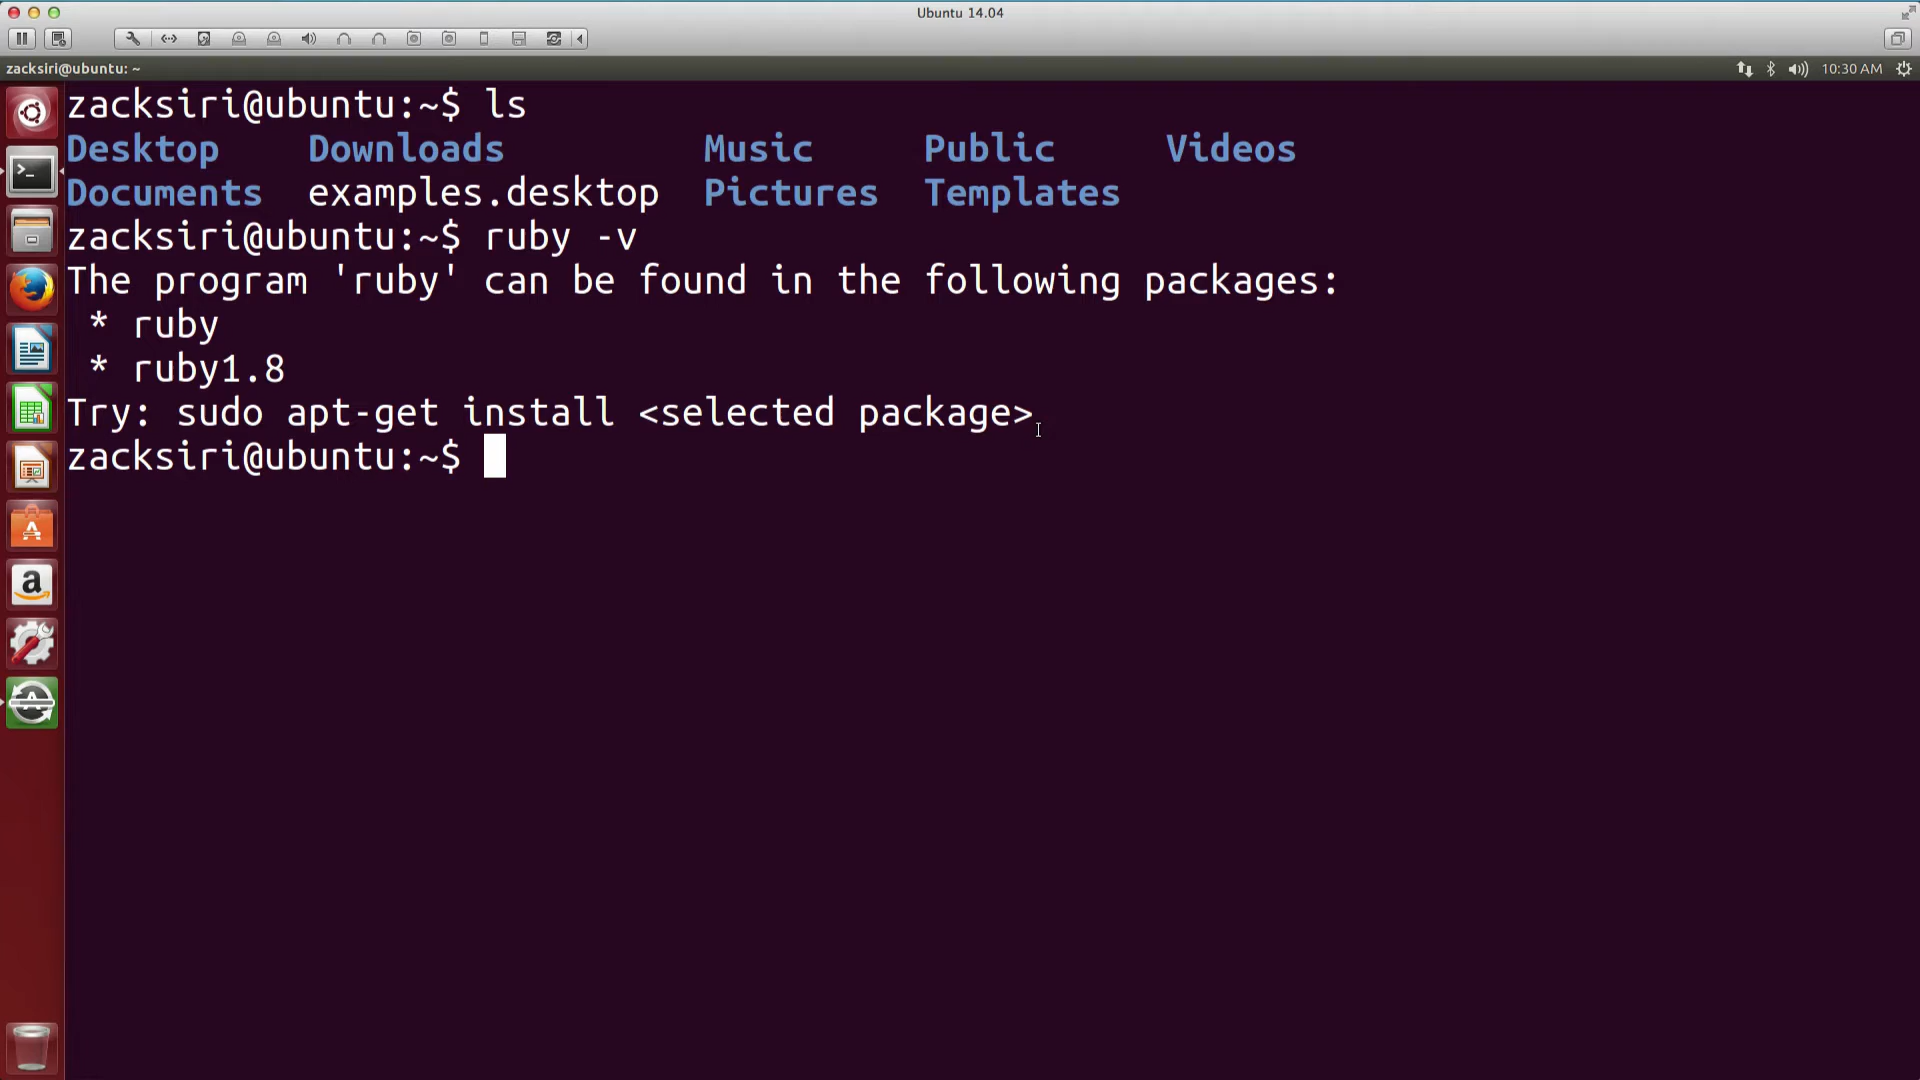 Ubuntu 14.04
zacksiri@ubuntu: ~
10:30 AM
zacksiri@ubuntu:~$ ls
Desktop Downloads Music Public Videos
Documents examples.desktop Pictures Templates
zacksiri@ubuntu:~$ ruby -v
The program 'ruby' can be found in the following packages:
* ruby
* ruby1.8
Try: sudo apt-get install <selected package>
zacksiri@ubuntu:~$